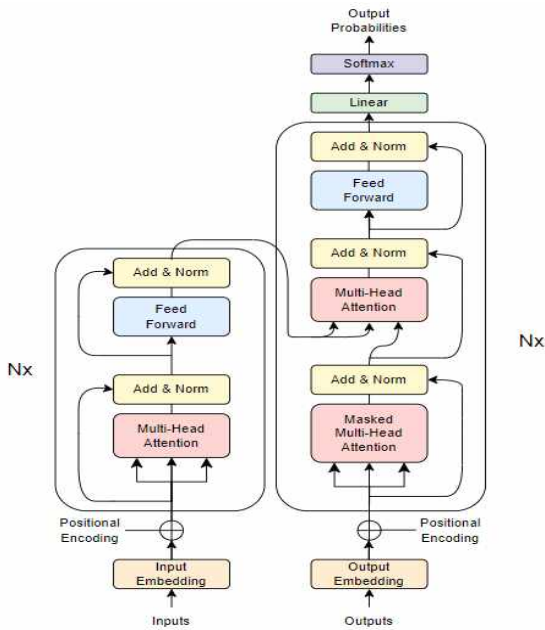 Output
Probabilities
Softmax
Linear
Add & Norm
Feed
Forward
Add & Norm
Multi-Head
Attention
Add & Norm
Masked
Multi-Head
Attention
Nx
Positional
Encoding
Output
Embedding
Outputs
Add & Norm
Feed
Forward
Nx
Add & Norm
Multi-Head
Attention
Positional
Encoding
Input
Embedding
Inputs